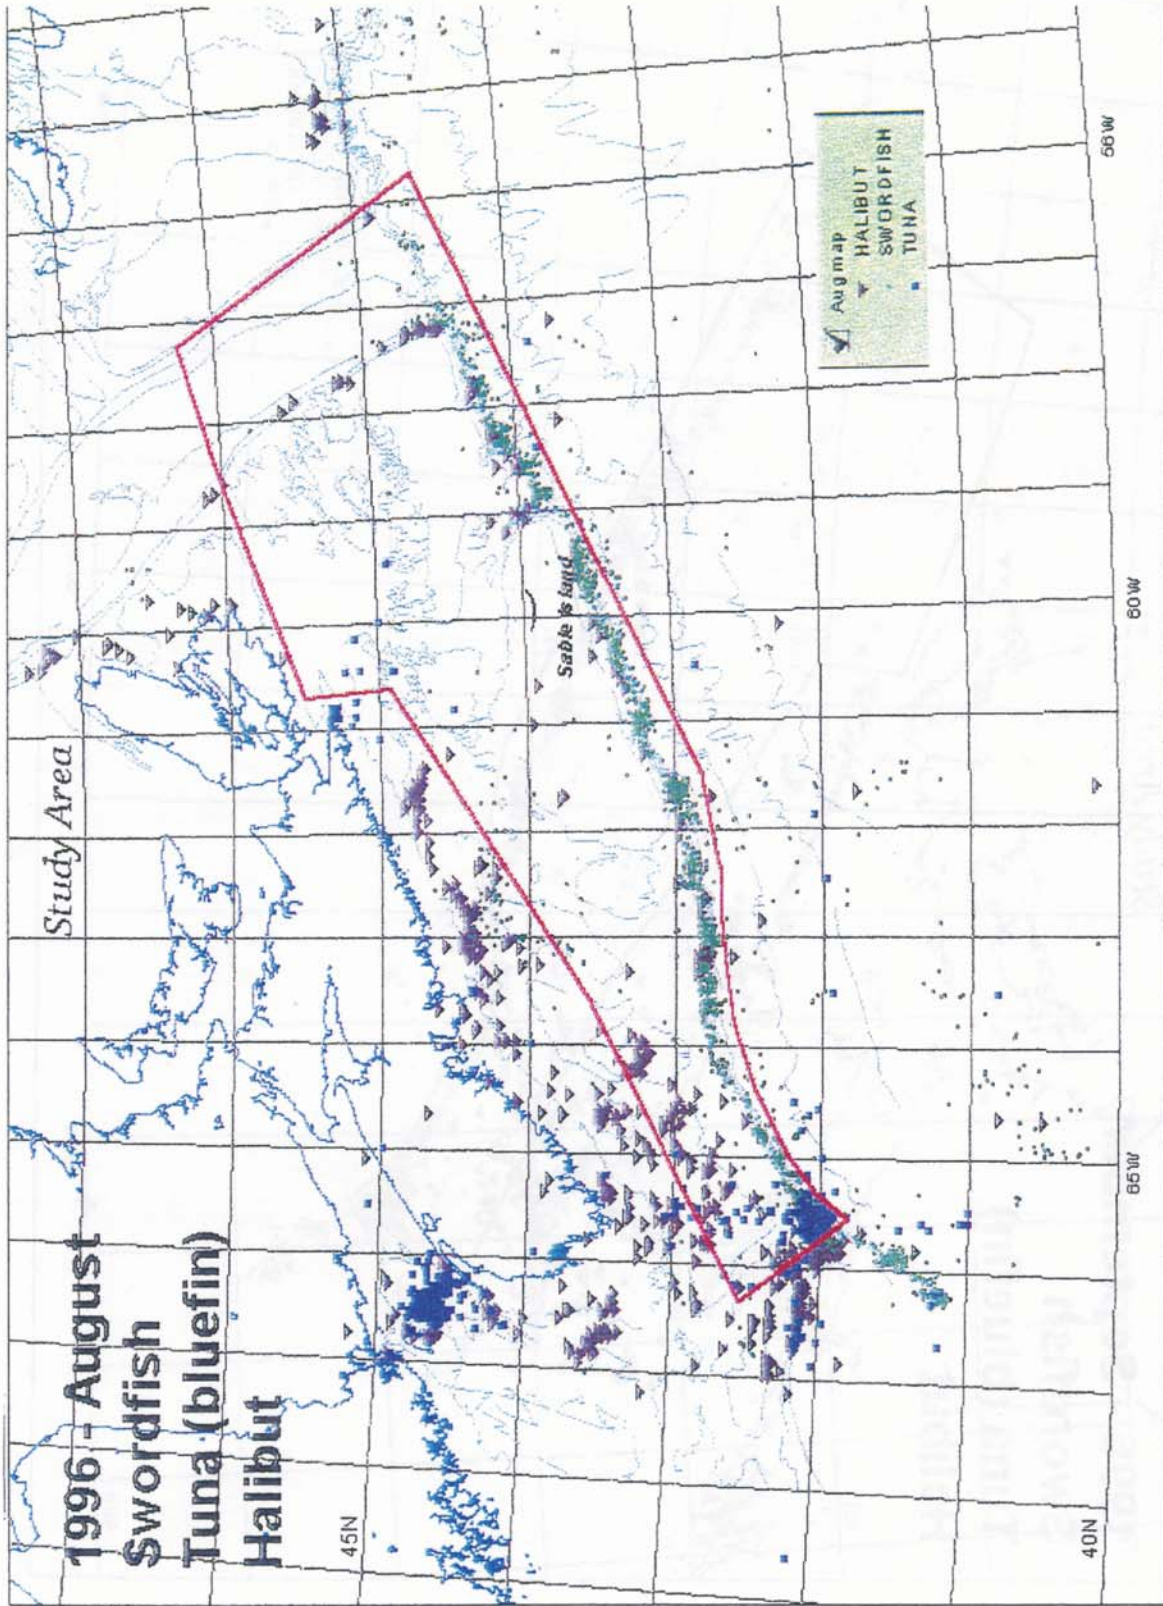 1996 - August
Swordfish
Tuna (bluefin)
Halibut
Study Area
Sable Island
Augmap
HALIBUT
SWORDFISH
TUNA
45N
40N
65W
60W
56W